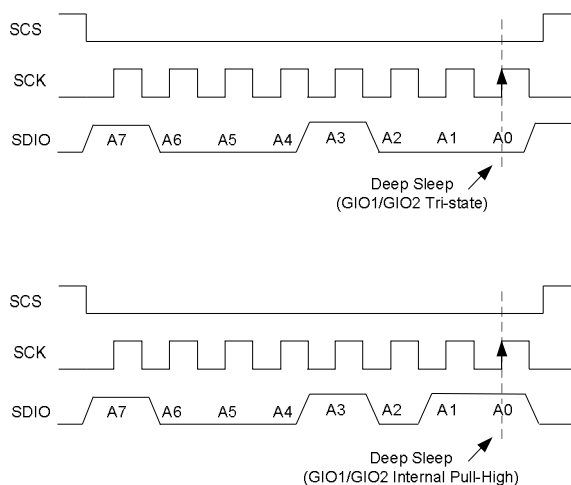 SCS
SCK
SDIO A7 A6 A5 A4 A3 A2 A1 A0
Deep Sleep
(GIO1/GIO2 Tri-state)
SCS
SCK
SDIO A7 A6 A5 A4 A3 A2 A1 A0
Deep Sleep
(GIO1/GIO2 Internal Pull-High)